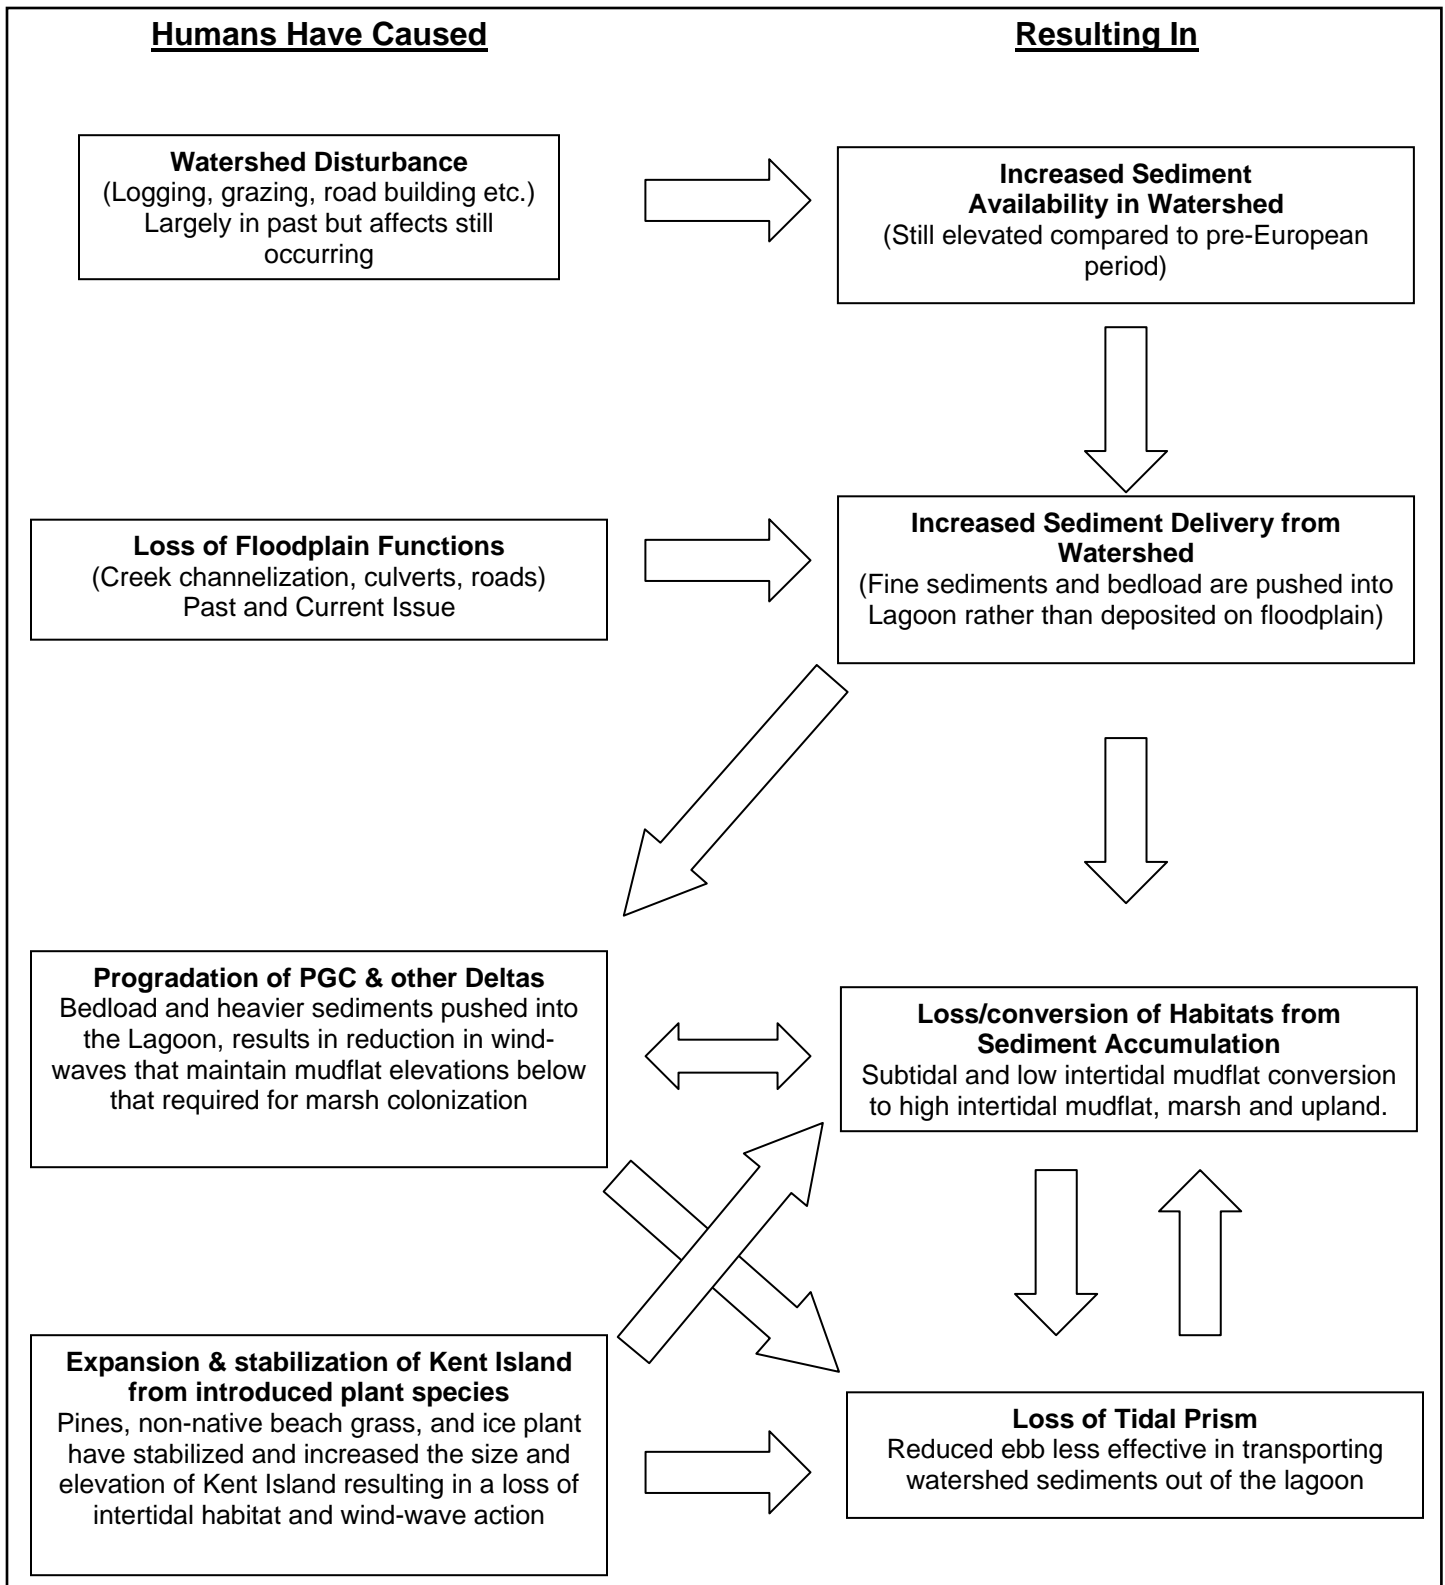 Humans Have Caused
Resulting In
Watershed Disturbance
(Logging, grazing, road building etc.)
Largely in past but affects still
occurring
Increased Sediment
Availability in Watershed
(Still elevated compared to pre-European
period)
Loss of Floodplain Functions
(Creek channelization, culverts, roads)
Past and Current Issue
Increased Sediment Delivery from
Watershed
(Fine sediments and bedload are pushed into
Lagoon rather than deposited on floodplain)
Progradation of PGC & other Deltas
Bedload and heavier sediments pushed into
the Lagoon, results in reduction in wind-
waves that maintain mudflat elevations below
that required for marsh colonization
Loss/conversion of Habitats from
Sediment Accumulation
Subtidal and low intertidal mudflat conversion
to high intertidal mudflat, marsh and upland.
Expansion & stabilization of Kent Island
from introduced plant species
Pines, non-native beach grass, and ice plant
have stabilized and increased the size and
elevation of Kent Island resulting in a loss of
intertidal habitat and wind-wave action
Loss of Tidal Prism
Reduced ebb less effective in transporting
watershed sediments out of the lagoon